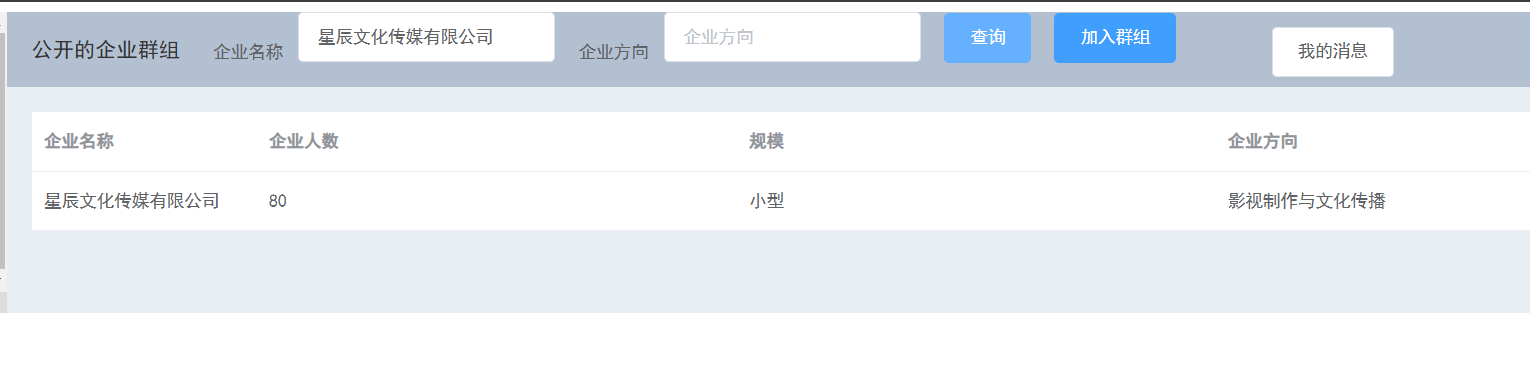 公开的企业群组 企业名称 星辰文化传媒有限公司 企业方向 企业方向 查询 加入群组 我的消息
企业名称 企业人数 规模 企业方向
星辰文化传媒有限公司 80 小型 影视制作与文化传播